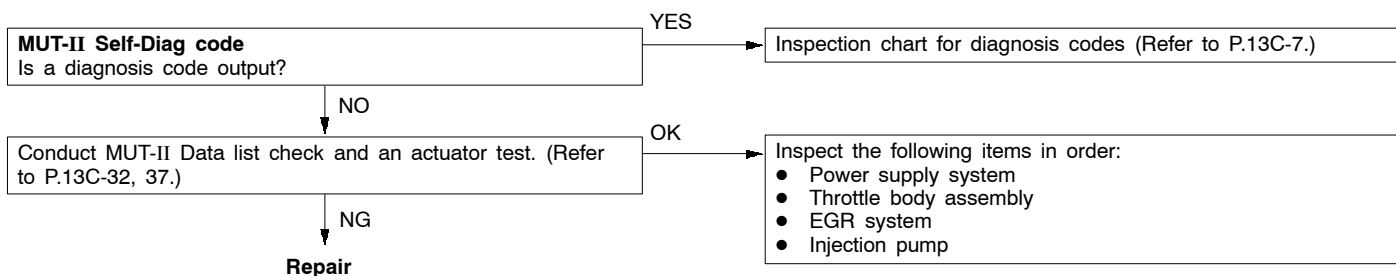 YES
MUT-II Self-Diag code
Is a diagnosis code output?
Inspection chart for diagnosis codes (Refer to P.13C-7.)
NO
OK
Conduct MUT-II Data list check and an actuator test. (Refer
to P.13C-32, 37.)
Inspect the following items in order:
● Power supply system
● Throttle body assembly
● EGR system
● Injection pump
NG
Repair